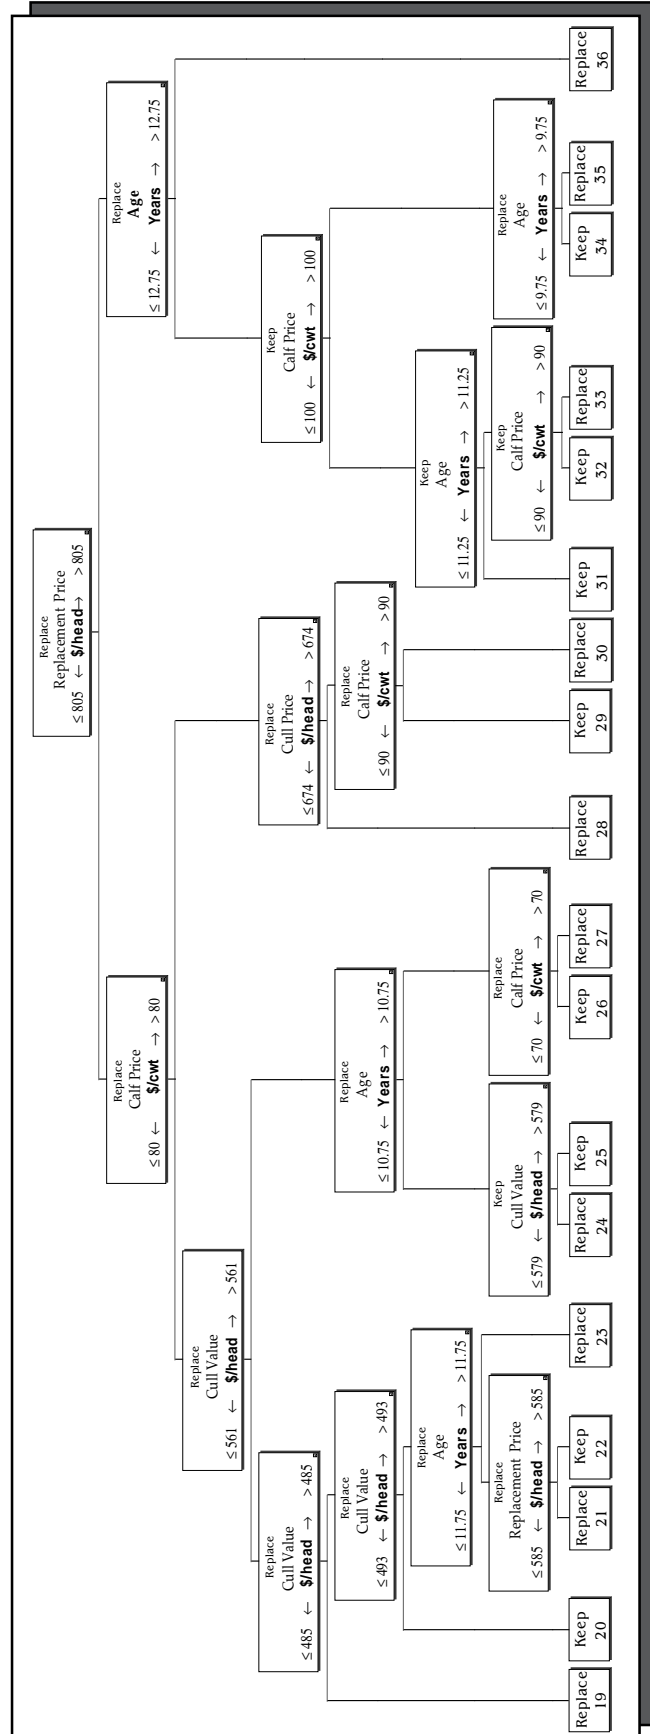 Replace
Replacement Price
≤ 805 ← $/head→ > 805
Replace
Calf Price
≤ 80 ← $/cwt → > 80
Replace
Age
≤ 12.75 ← Years → > 12.75
Replace
Cull Value
≤ 561 ← $/head → > 561
Replace
Cull Value
≤ 485 ← $/head → > 485
Replace
Cull Price
≤ 674 ← $/head → > 674
Keep
Calf Price
≤ 100 ← $/cwt → > 100
Replace
Cull Value
≤ 493 ← $/head → > 493
Replace
Age
≤ 10.75 ← Years → > 10.75
Replace
Calf Price
≤ 90 ← $/cwt → > 90
Replace
Age
≤ 11.75 ← Years → > 11.75
Keep
Age
≤ 11.25 ← Years → > 11.25
Replace
Replacement Price
≤ 585 ← $/head → > 585
Keep
Cull Value
≤ 579 ← $/head → > 579
Replace
Calf Price
≤ 70 ← $/cwt → > 70
Keep
Calf Price
≤ 90 ← $/cwt → > 90
Replace
Age
≤ 9.75 ← Years → > 9.75
Replace
19
Keep
20
Replace
21
Keep
22
Replace
23
Replace
24
Keep
25
Keep
26
Replace
27
Replace
28
Keep
29
Replace
30
Keep
31
Keep
32
Replace
33
Keep
34
Replace
35
Replace
36